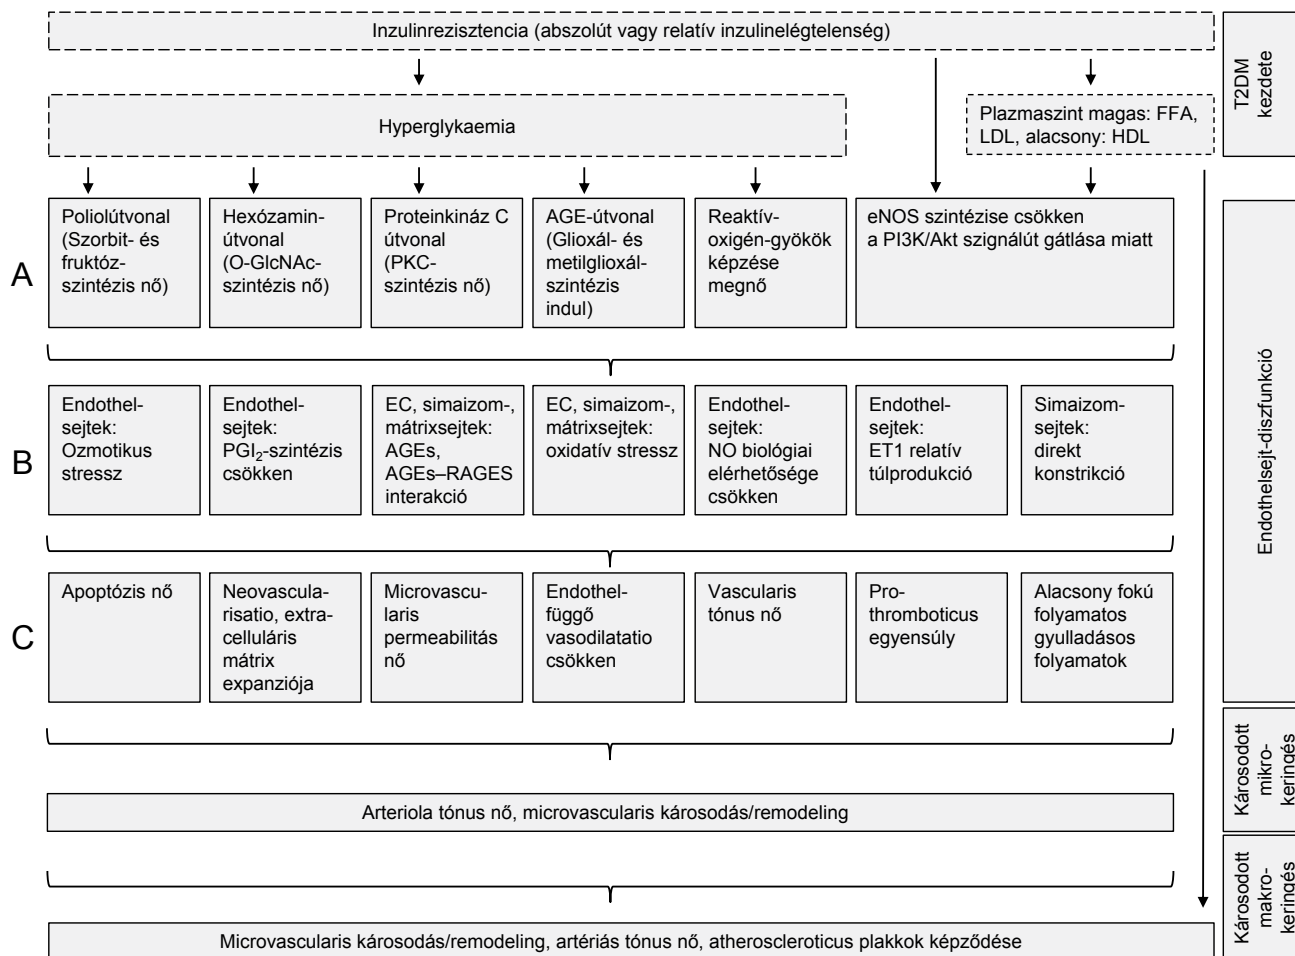 Inzulinrezisztencia (abszolút vagy relatív inzulinelégtelenség)
T2DM
kezdete
Hyperglykaemia
Plazmaszint magas: FFA,
LDL, alacsony: HDL
A
Poliolútvonal
(Szorbit- és
fruktóz-
szintézis nő)
Hexózamin-
útvonal
(O-GlcNAc-
szintézis nő)
Proteinkináz C
útvonal
(PKC-
szintézis nő)
AGE-útvonal
(Glioxál- és
metilglioxál-
szintézis
indul)
Reaktív-
oxigén-gyökök
képzése
megnő
eNOS szintézise csökken
a PI3K/Akt szignálút gátlása miatt
Endothelsejt-diszfunkció
B
Endothel-
sejtek:
Ozmotikus
stressz
Endothel-
sejtek:
PGI₂-szintézis
csökken
EC, simaizom-,
mátrixsejtek:
AGEs,
AGEs–RAGES
interakció
EC, simaizom-,
mátrixsejtek:
oxidatív stressz
Endothel-
sejtek:
NO biológiai
elérhetősége
csökken
Endothel-
sejtek:
ET1 relatív
túlprodukció
Simaizom-
sejtek:
direkt
konstrikció
C
Apoptózis nő
Neovascula-
risatio, extra-
celluláris
mátrix
expanziója
Microvascu-
laris
permeabilitás
nő
Endothel-
függő
vasodilatatio
csökken
Vascularis
tónus nő
Pro-
thromboticus
egyensúly
Alacsony fokú
folyamatos
gyulladásos
folyamatok
Arteriola tónus nő, microvascularis károsodás/remodeling
Károsodott
mikro-
keringés
Microvascularis károsodás/remodeling, artériás tónus nő, atheroscleroticus plakkok képződése
Károsodott
makro-
keringés